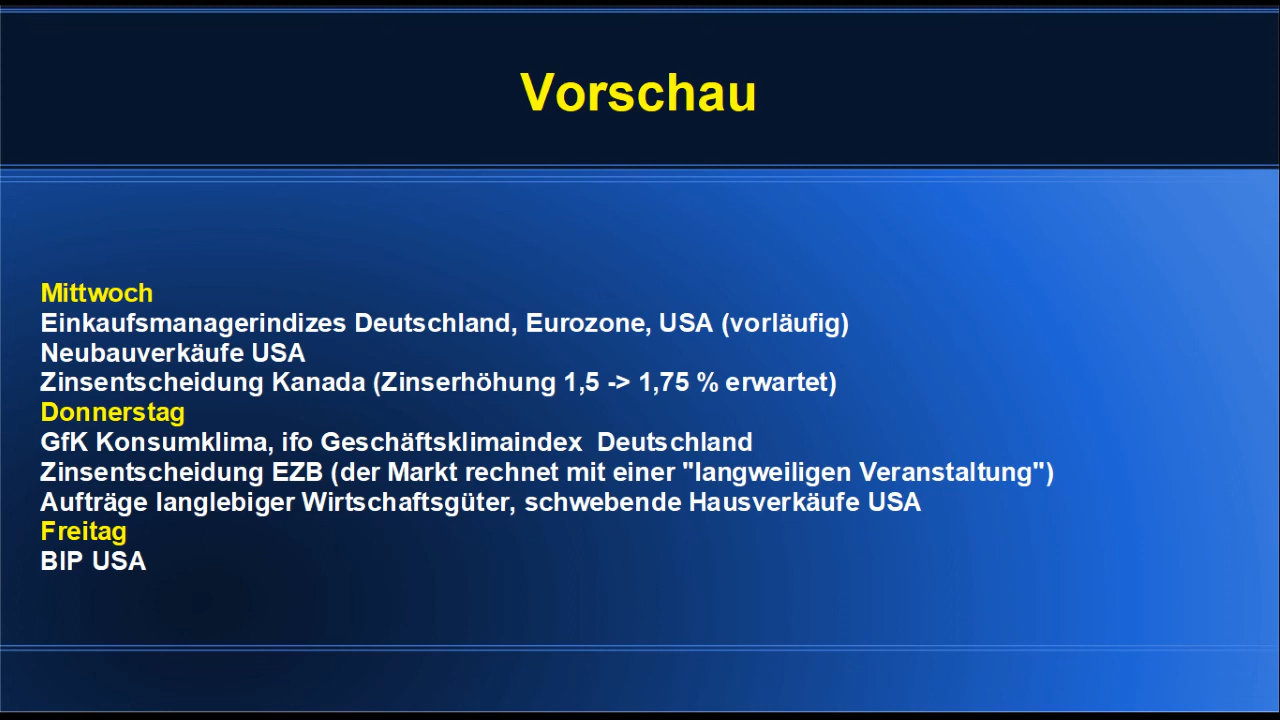 Vorschau
Mittwoch
Einkaufsmanagerindizes Deutschland, Eurozone, USA (vorläufig)
Neubauverkäufe USA
Zinsentscheidung Kanada (Zinserhöhung 1,5 -> 1,75 % erwartet)
Donnerstag
GfK Konsumklima, ifo Geschäftsklimaindex  Deutschland
Zinsentscheidung EZB (der Markt rechnet mit einer "langweiligen Veranstaltung")
Aufträge langlebiger Wirtschaftsgüter, schwebende Hausverkäufe USA
Freitag
BIP USA